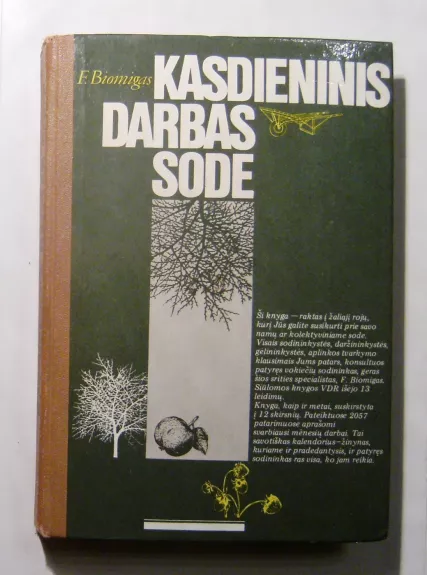 F. Biomigas
KASDIENINIS
DARBAS
SODE
Ši knyga — raktas į žaliąjį rojų,
kurį Jūs galite susikurti prie savo
namų ar kolektyviniame sode.
Visais sodininkystės, daržininkystės,
gėlininkystės, aplinkos tvarkymo
klausimais Jums patars, konsultuos
patyręs vokiečių sodininkas, geras
šios srities specialistas, F. Biomigas.
Siūlomos knygos VDR išėjo 13
leidimų.
Knyga, kaip ir metai, suskirstyta
į 12 skirsnių. Pateiktuose 2057
patarimuose aprašomi
svarbiausi mėnesių darbai. Tai
savotiškas kalendorius-žinynas,
kuriame ir pradedantysis, ir patyręs
sodininkas ras visa, ko jam reikia.